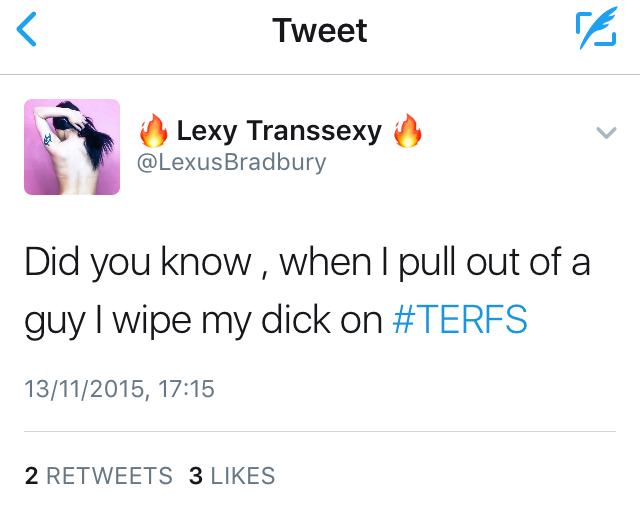 Tweet
🔥 Lexy Transsexy 🔥
@LexusBradbury
Did you know , when I pull out of a
guy I wipe my dick on #TERFS
13/11/2015, 17:15
2 RETWEETS 3 LIKES